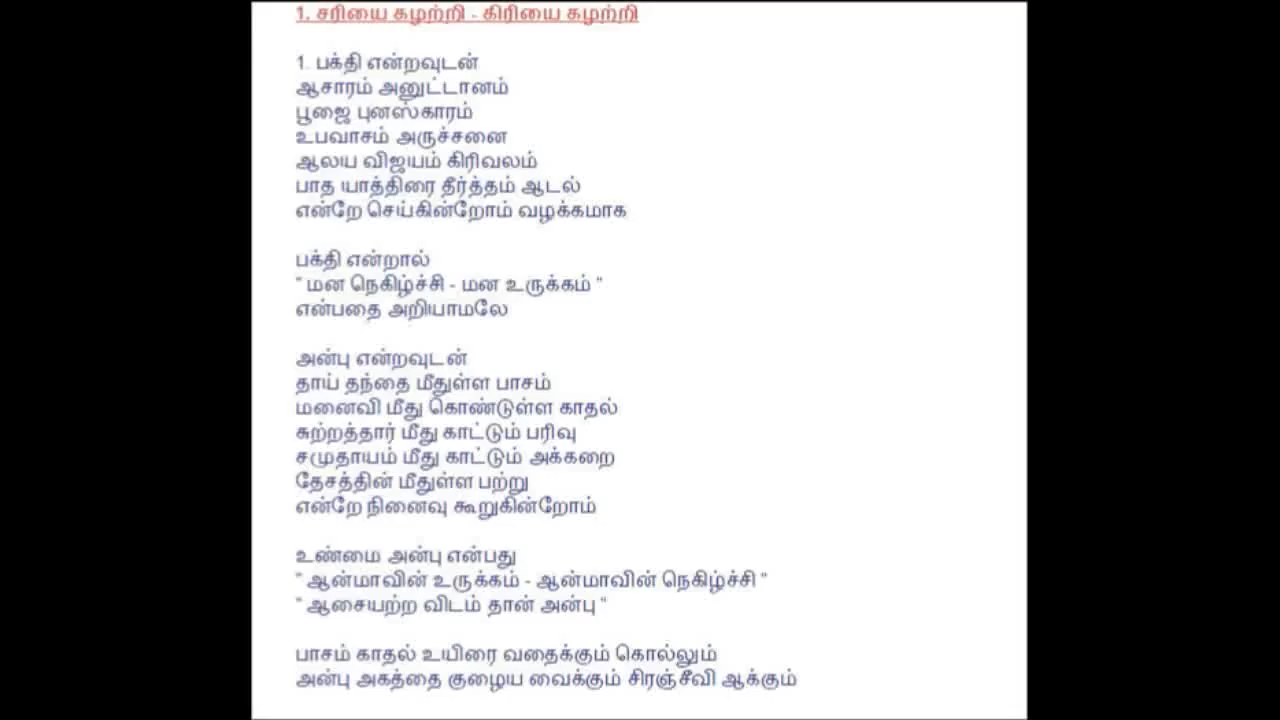 1. சரியை கழற்றி - கிரியை கழற்றி
1. பக்தி என்றவுடன்
ஆசாரம் அனுட்டானம்
பூஜை புனஸ்காரம்
உபவாசம் அருச்சனை
ஆலய விஜயம் கிரிவலம்
பாத யாத்திரை தீர்த்தம் ஆடல்
என்றே செய்கின்றோம் வழக்கமாக
பக்தி என்றால்
" மன நெகிழ்ச்சி - மன உருக்கம் "
என்பதை அறியாமலே
அன்பு என்றவுடன்
தாய் தந்தை மீதுள்ள பாசம்
மனைவி மீது கொண்டுள்ள காதல்
சுற்றத்தார் மீது காட்டும் பரிவு
சமுதாயம் மீது காட்டும் அக்கறை
தேசத்தின் மீதுள்ள பற்று
என்றே நினைவு கூறுகின்றோம்
உண்மை அன்பு என்பது
" ஆன்மாவின் உருக்கம் - ஆன்மாவின் நெகிழ்ச்சி "
" ஆசையற்ற விடம் தான் அன்பு "
பாசம் காதல் உயிரை வதைக்கும் கொல்லும்
அன்பு அகத்தை குழைய வைக்கும் சிரஞ்சீவி ஆக்கும்